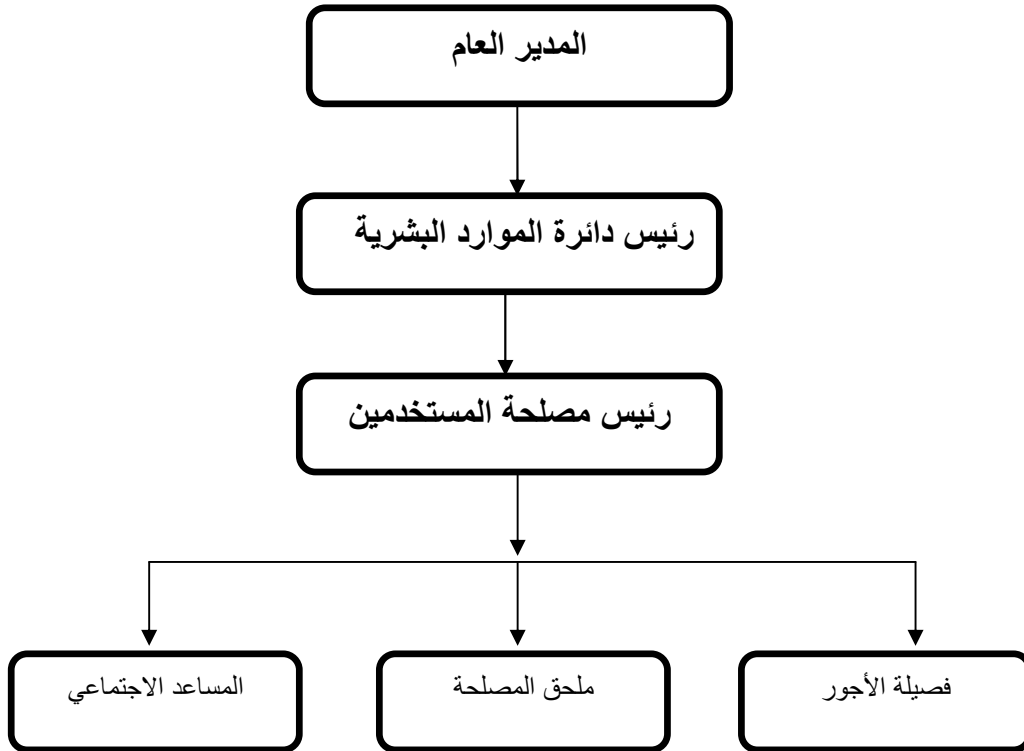 المدير العام
رئيس دائرة الموارد البشرية
رئيس مصلحة المستخدمين
فصيلة الأجور
ملحق المصلحة
المساعد الاجتماعي